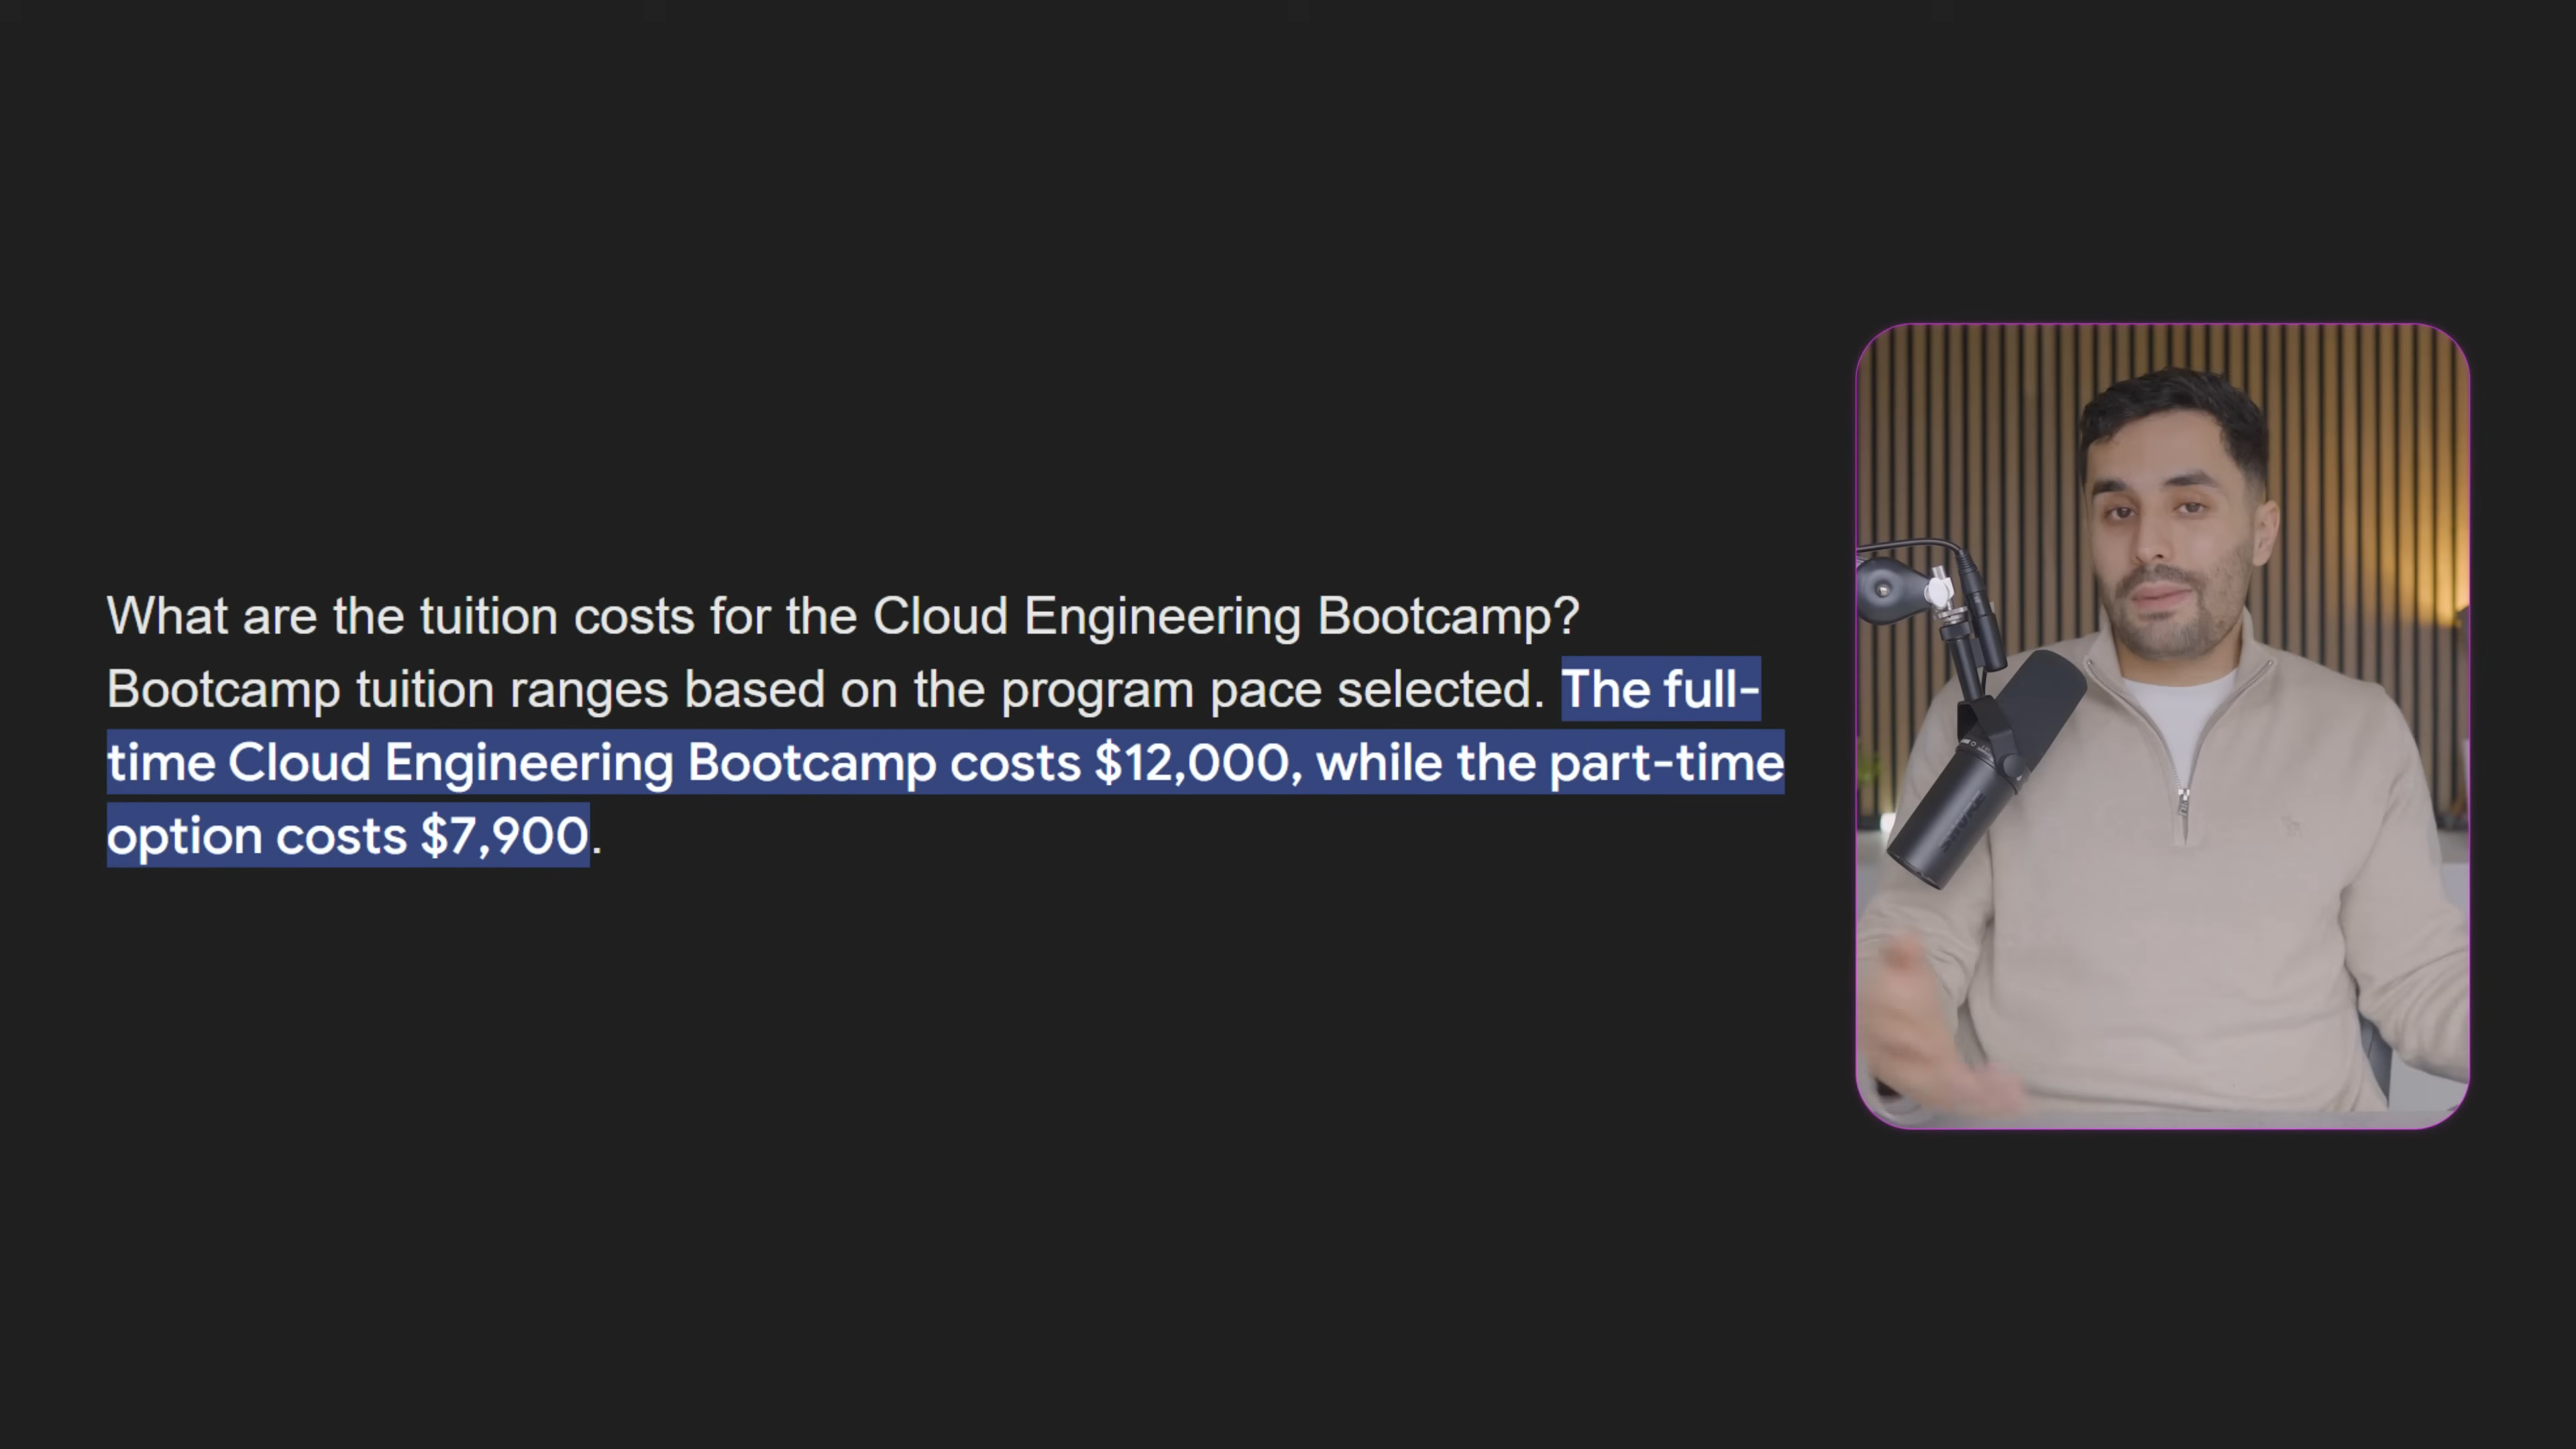 What are the tuition costs for the Cloud Engineering Bootcamp?
Bootcamp tuition ranges based on the program pace selected. The full-
time Cloud Engineering Bootcamp costs $12,000, while the part-time
option costs $7,900.